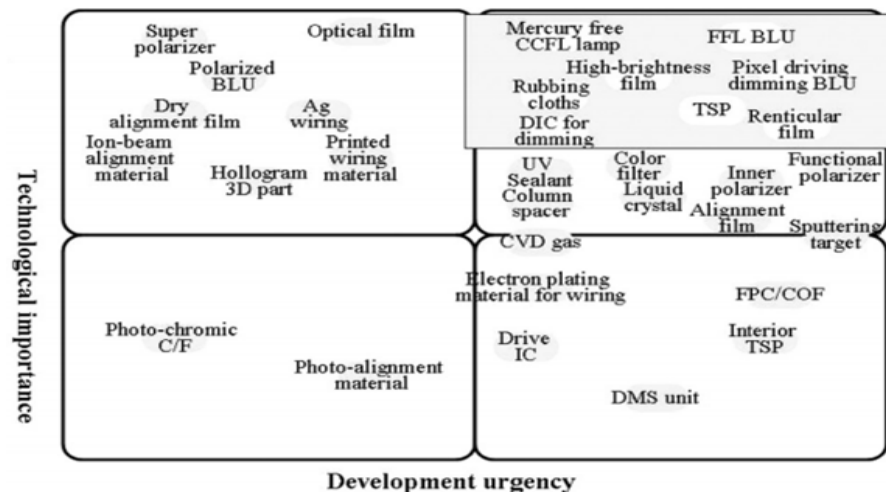 Super
polarizer
Optical film
Polarized
BLU
Dry
alignment film
Ag
wiring
Ion-beam
alignment
material
Hollogram
3D part
Printed
wiring
material
Mercury free
CCFL lamp
FFL BLU
High-brightness
film
Pixel driving
dimming BLU
Rubbing
cloths
TSP
Renticular
film
DIC for
dimming
UV
Sealant
Column
spacer
Color
filter
Liquid
crystal
Inner
polarizer
Functional
polarizer
Alignment
film
Sputtering
target
CVD gas
Electron plating
material for wiring
FPC/COF
Photo-chromic
C/F
Photo-alignment
material
Drive
IC
Interior
TSP
DMS unit
Technological importance
Development urgency